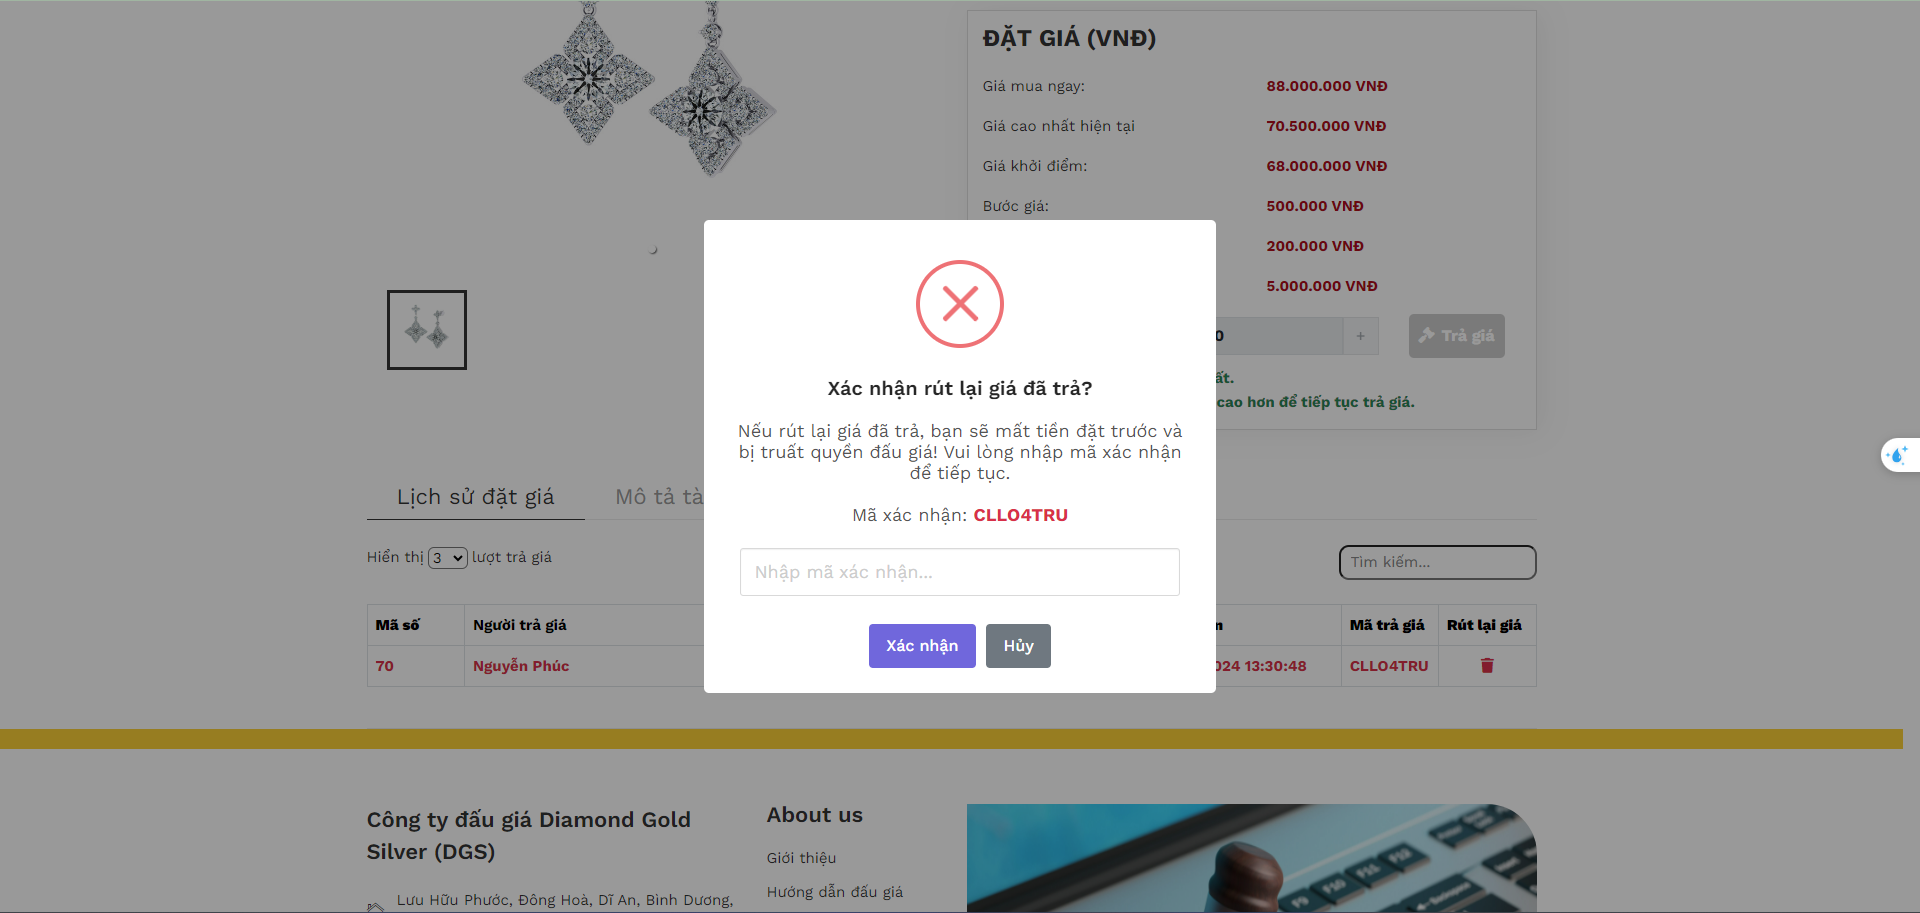 ĐẶT GIÁ (VNĐ)
Giá mua ngay: 88.000.000 VNĐ
Giá cao nhất hiện tại 70.500.000 VNĐ
Giá khởi điểm: 68.000.000 VNĐ
Bước giá: 500.000 VNĐ
200.000 VNĐ
5.000.000 VNĐ
0 + Trả giá
ất.
cao hơn để tiếp tục trả giá.
Xác nhận rút lại giá đã trả?
Nếu rút lại giá đã trả, bạn sẽ mất tiền đặt trước và
bị truất quyền đấu giá! Vui lòng nhập mã xác nhận
để tiếp tục.
Mã xác nhận: CLLO4TRU
Nhập mã xác nhận...
Xác nhận Hủy
Lịch sử đặt giá Mô tả tà
Hiển thị 3 lượt trả giá
Tìm kiếm...
Mã số Người trả giá n Mã trả giá Rút lại giá
70 Nguyễn Phúc 024 13:30:48 CLLO4TRU
Công ty đấu giá Diamond Gold
Silver (DGS)
Lưu Hữu Phước, Đông Hoà, Dĩ An, Bình Dương,
About us
Giới thiệu
Hướng dẫn đấu giá
F9 F10 F11 F12
Backspace